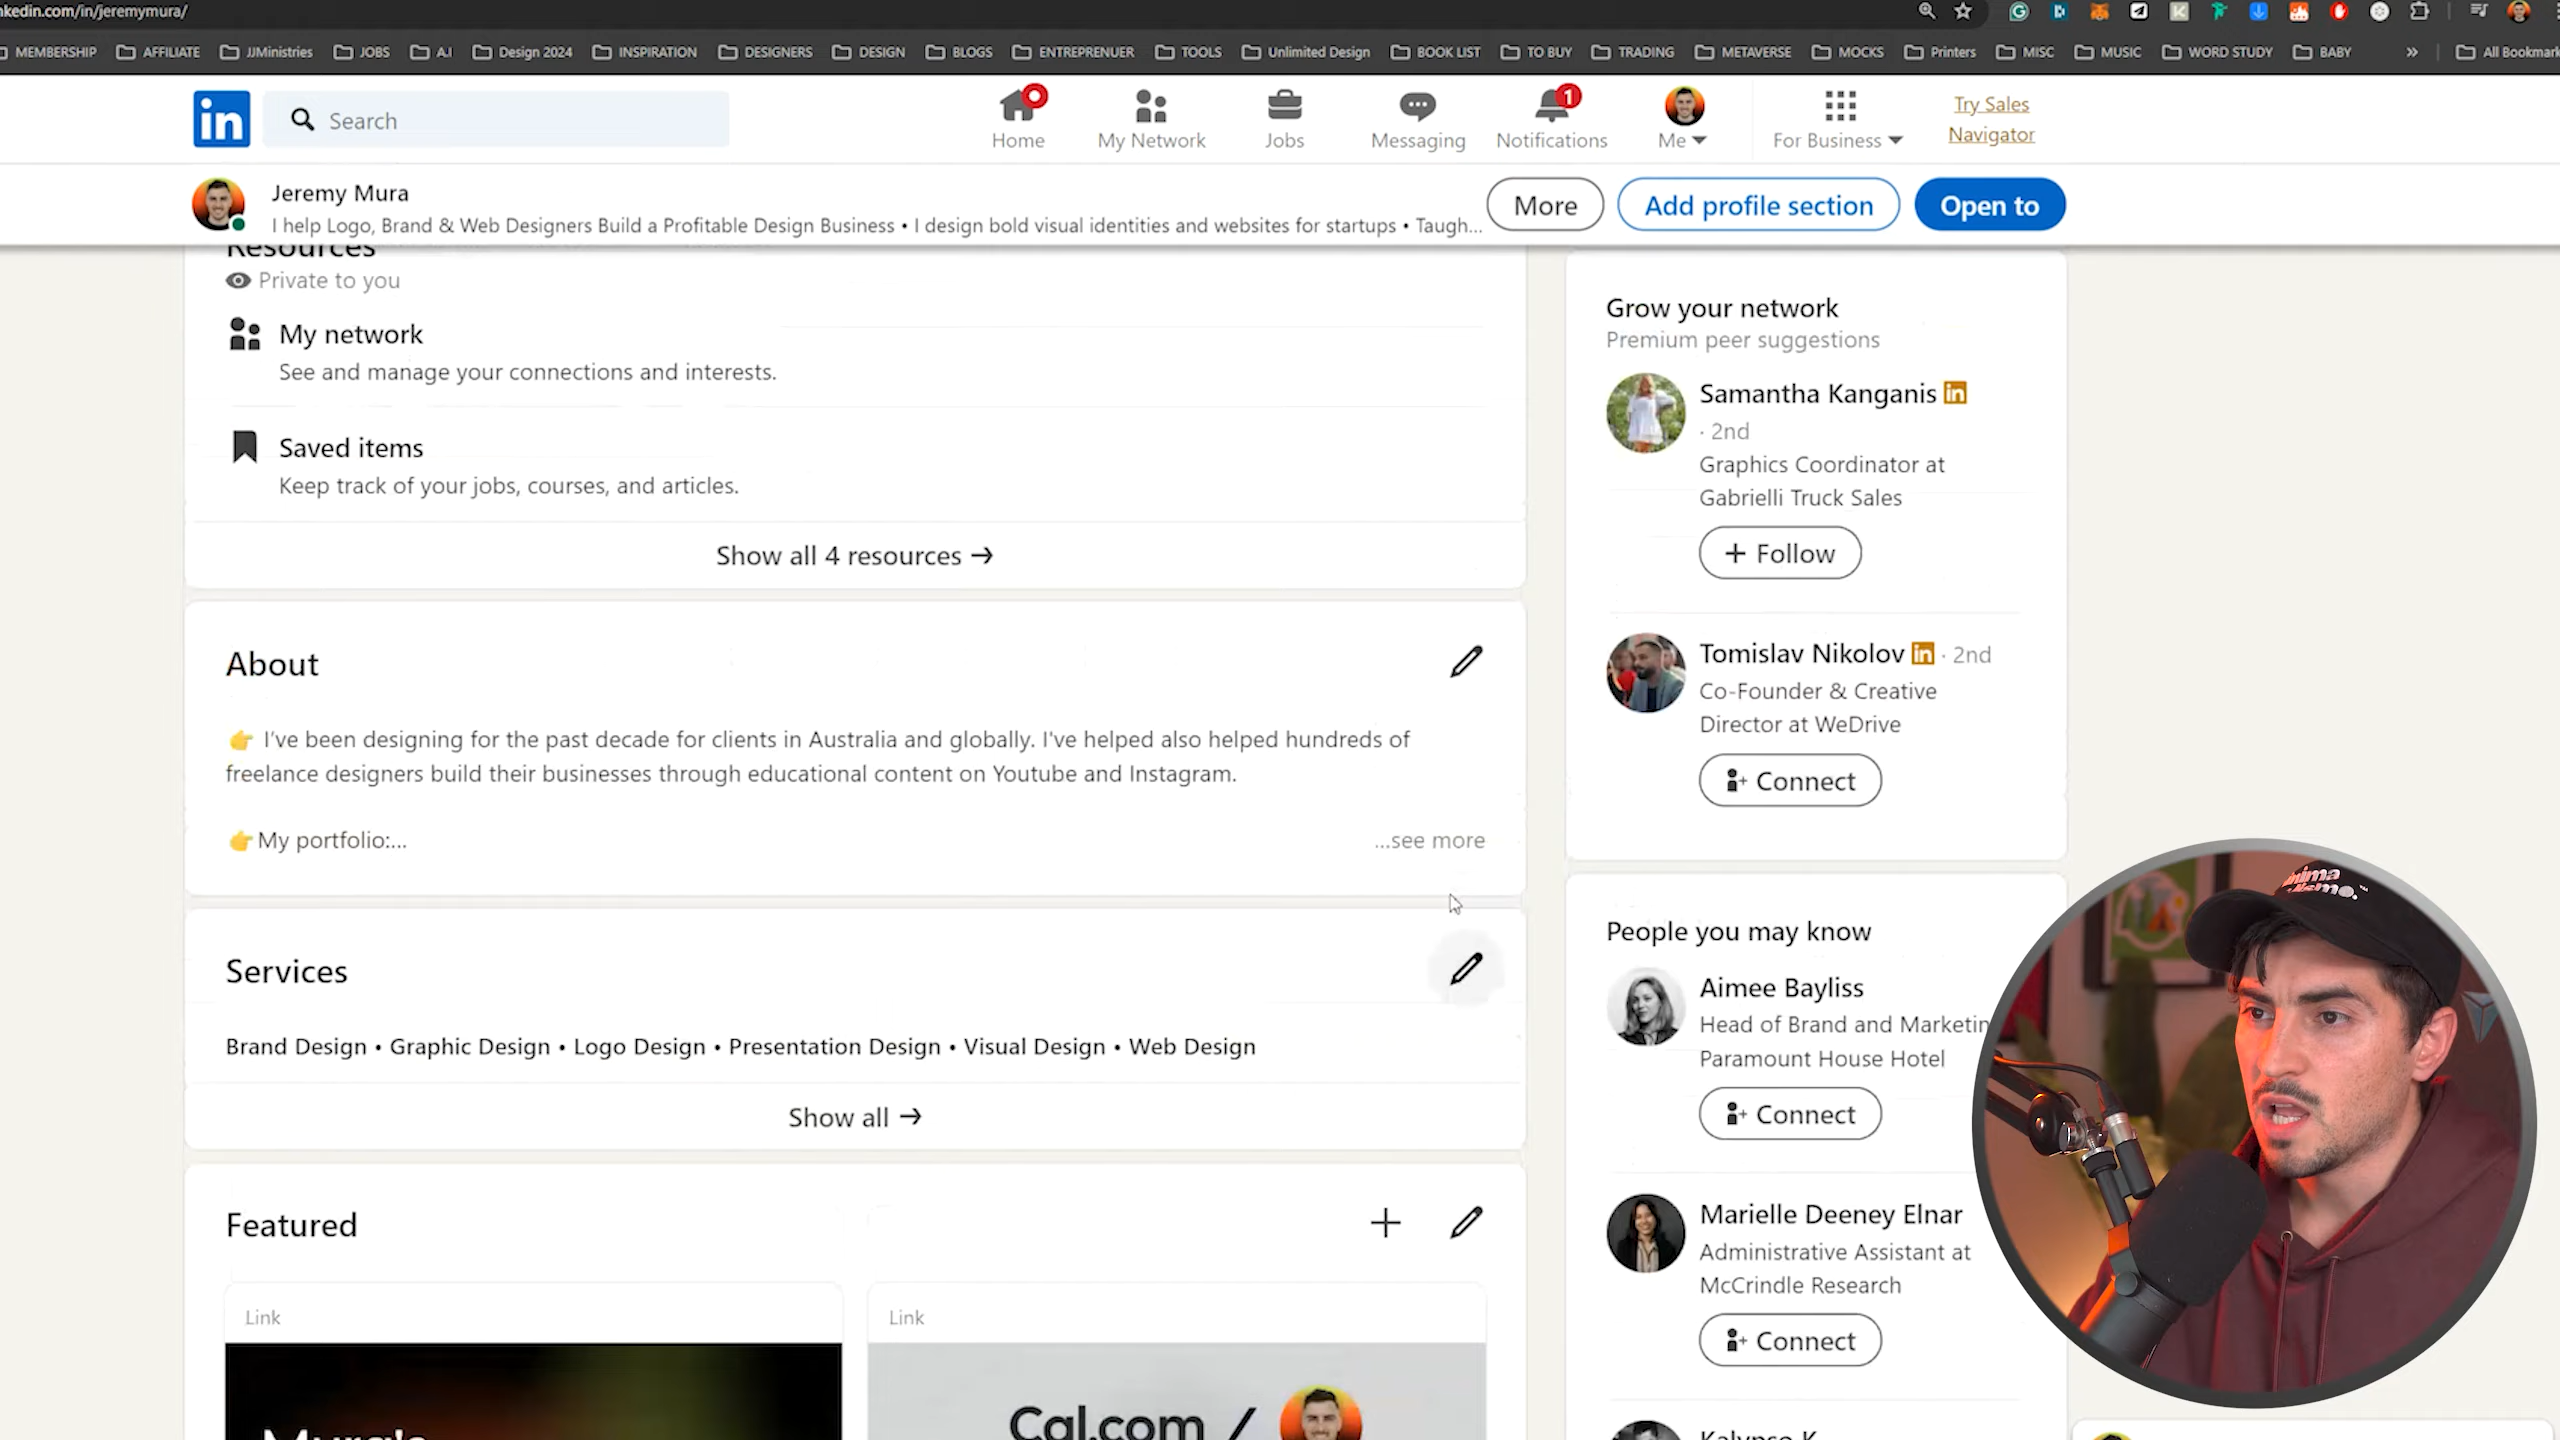 nkedin.com/in/jeremymura/
MEMBERSHIP AFFILIATE JJMinistries JOBS A.I Design 2024 INSPIRATION DESIGNERS DESIGN BLOGS ENTREPRENUER TOOLS Unlimited Design BOOK LIST TO BUY TRADING METAVERSE MOCKS Printers MISC MUSIC WORD STUDY BABY » All Bookmark
in Search
Home My Network Jobs Messaging 1 Notifications Me For Business Try Sales
Navigator
Jeremy Mura
I help Logo, Brand & Web Designers Build a Profitable Design Business • I design bold visual identities and websites for startups • Taugh...
More Add profile section Open to
Resources
Private to you
My network
See and manage your connections and interests.
Saved items
Keep track of your jobs, courses, and articles.
Show all 4 resources →
About
👉 I’ve been designing for the past decade for clients in Australia and globally. I've helped also helped hundreds of
freelance designers build their businesses through educational content on Youtube and Instagram.
👉My portfolio:... ...see more
Services
Brand Design • Graphic Design • Logo Design • Presentation Design • Visual Design • Web Design
Show all →
Featured
Link
Mura's
Link
Cal.com /
Grow your network
Premium peer suggestions
Samantha Kanganis in
· 2nd
Graphics Coordinator at
Gabrielli Truck Sales
+ Follow
Tomislav Nikolov in · 2nd
Co-Founder & Creative
Director at WeDrive
Connect
People you may know
Aimee Bayliss
Head of Brand and Marketin
Paramount House Hotel
Connect
Marielle Deeney Elnar
Administrative Assistant at
McCrindle Research
Connect
Kalypso K